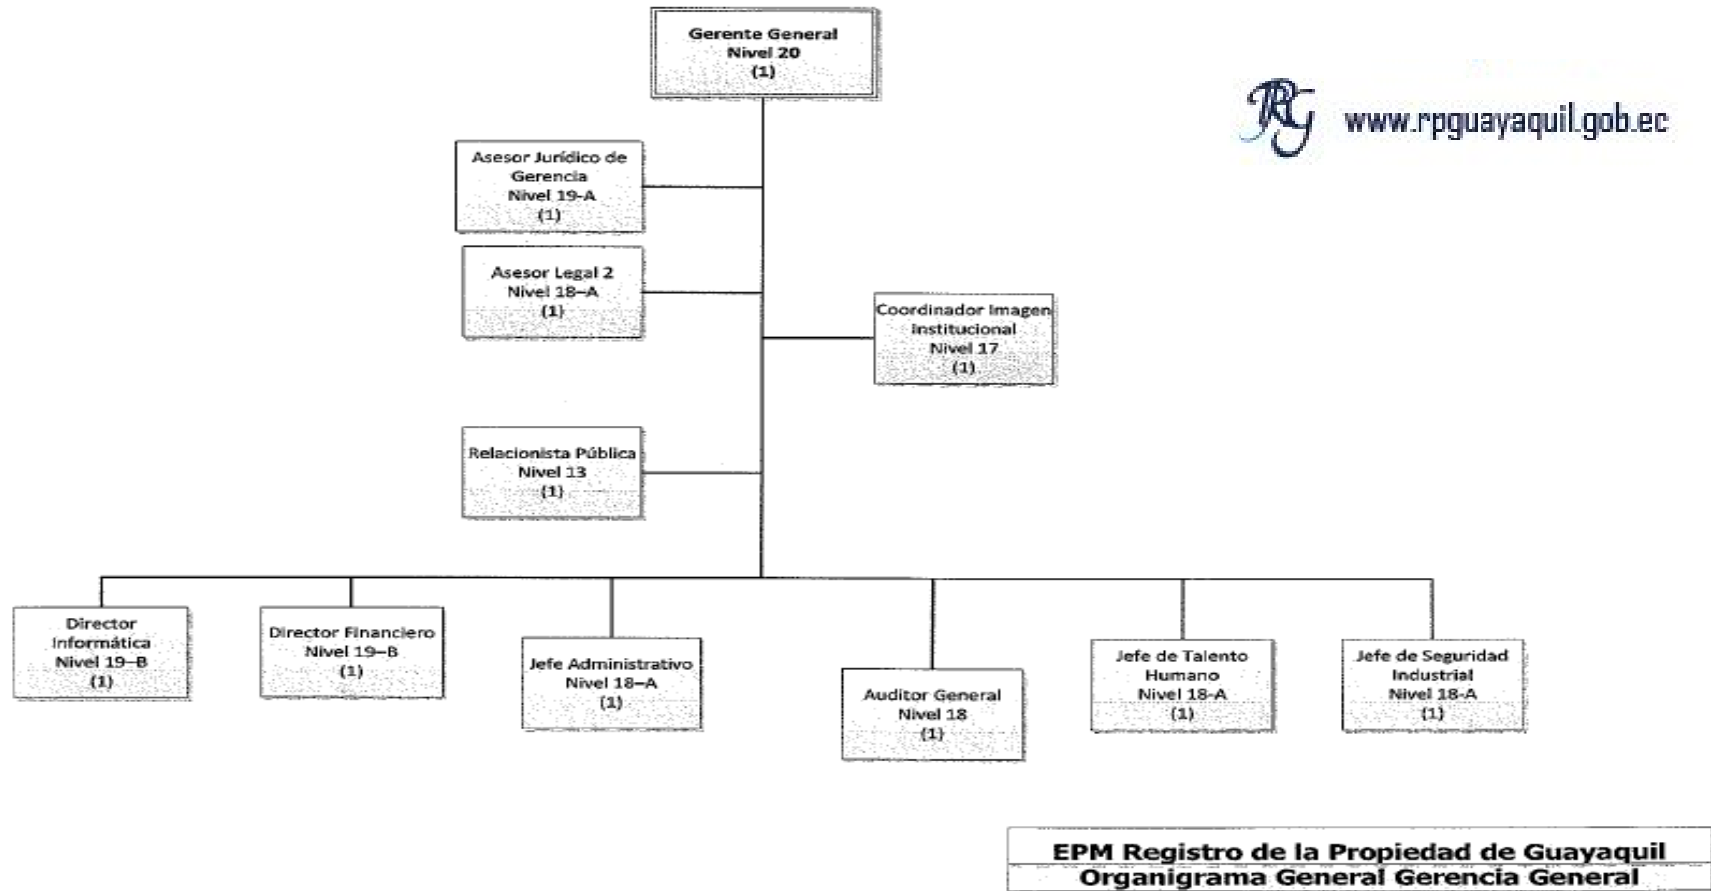 Gerente General
Nivel 20
(1)
JRG www.rpguayaquil.gob.ec
Asesor Jurídico de
Gerencia
Nivel 19-A
(1)
Asesor Legal 2
Nivel 18–A
(1)
Coordinador Imagen
Institucional
Nivel 17
(1)
Relacionista Pública
Nivel 13
(1)
Director
Informática
Nivel 19–B
(1)
Director Financiero
Nivel 19–B
(1)
Jefe Administrativo
Nivel 18–A
(1)
Auditor General
Nivel 18
(1)
Jefe de Talento
Humano
Nivel 18-A
(1)
Jefe de Seguridad
Industrial
Nivel 18-A
(1)
EPM Registro de la Propiedad de Guayaquil
Organigrama General Gerencia General